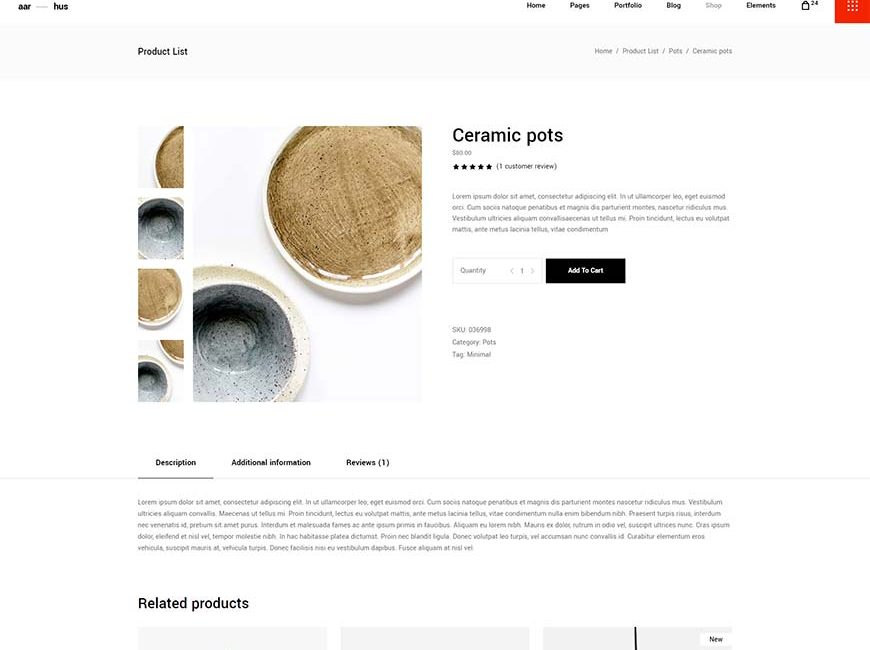 aar — hus
Home Pages Portfolio Blog Shop Elements 24
Product List
Home / Product List / Pots / Ceramic pots
Ceramic pots
$80.00
(1 customer review)
Lorem ipsum dolor sit amet, consectetur adipiscing elit. In ut ullamcorper leo, eget euismod
orci. Cum sociis natoque penatibus et magnis dis parturient montes, nascetur ridiculus mus.
Vestibulum ultricies aliquam convallisaecenas ut tellus mi. Proin tincidunt, lectus eu volutpat
mattis, ante metus lacinia tellus, vitae condimentum
Quantity < 1 >
Add To Cart
SKU: 036998
Category: Pots
Tag: Minimal
Description Additional information Reviews (1)
Lorem ipsum dolor sit amet, consectetur adipiscing elit. In ut ullamcorper leo, eget euismod orci. Cum sociis natoque penatibus et magnis dis parturient montes nascetur ridiculus mus. Vestibulum
ultricies aliquam convallis. Maecenas ut tellus mi. Proin tincidunt, lectus eu volutpat mattis, ante metus lacinia tellus, vitae condimentum nulla enim bibendum nibh. Praesent turpis risus, interdum
nec venenatis id, pretium sit amet purus. Interdum et malesuada fames ac ante ipsum primis in faucibus. Aliquam eu lorem nibh. Mauris ex dolor, rutrum in odio vel, suscipit ultrices nunc. Cras ipsum
dolor, eleifend et nisl vel, tempor molestie nibh. In hac habitasse platea dictumst. Proin nec blandit ligula. Donec volutpat leo turpis, vel accumsan nunc convallis id. Curabitur elementum eros
vehicula, suscipit mauris at, vehicula turpis. Donec facilisis nisi eu vestibulum dapibus. Fusce aliquam at nisl vel.
Related products
New